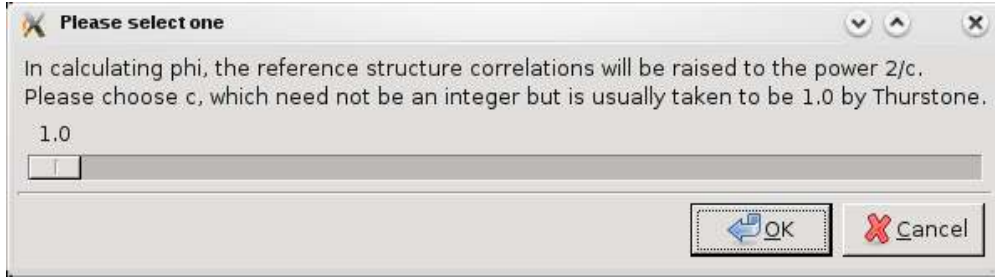 Please select one
In calculating phi, the reference structure correlations will be raised to the power 2/c.
Please choose c, which need not be an integer but is usually taken to be 1.0 by Thurstone.
1.0
OK Cancel